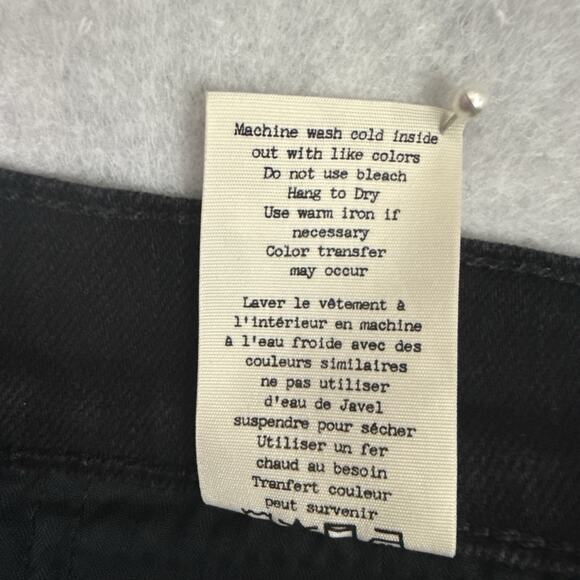 Machine wash cold inside
out with like colors
Do not use bleach
Hang to Dry
Use warm iron if
necessary
Color transfer
may occur
Laver le vêtement à
l'intérieur en machine
à l'eau froide avec des
couleurs similaires
ne pas utiliser
d'eau de Javel
suspendre pour sécher
Utiliser un fer
chaud au besoin
Tranfert couleur
peut survenir